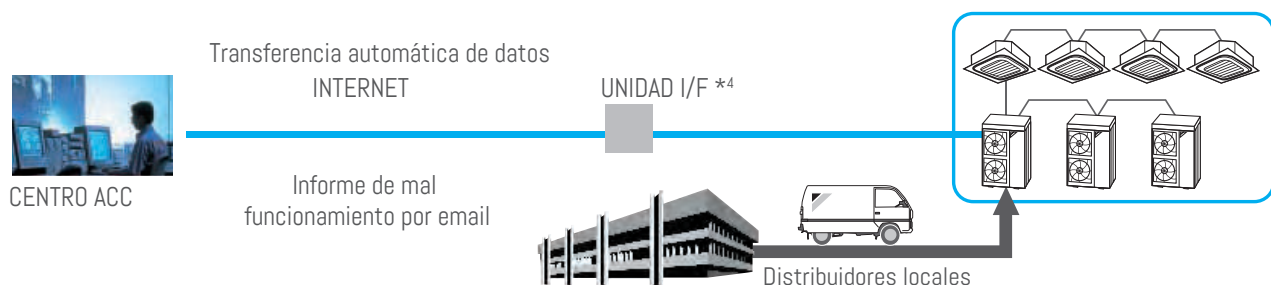 Transferencia automática de datos
INTERNET
UNIDAD I/F *4
CENTRO ACC
Informe de mal
funcionamiento por email
Distribuidores locales